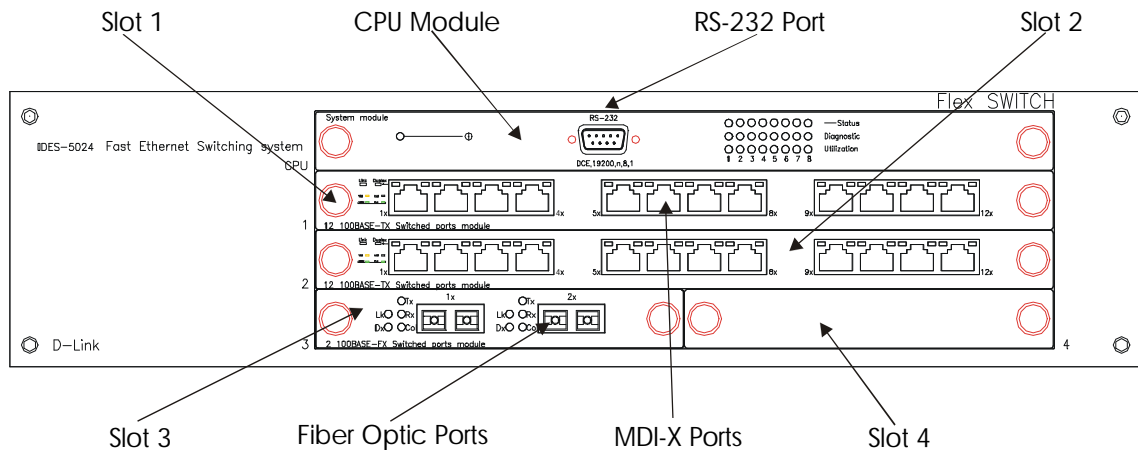 Slot 1
CPU Module
RS-232 Port
Slot 2
Flex SWITCH
System module
RS-232
Status
Diagnostic
Utilization
1 2 3 4 5 6 7 8
DCE,19200,n,8,1
DES-5024 Fast Ethernet Switching system
CPU
1x 4x 5x 8x 9x 12x
1 12 100BASE-TX Switched ports module
1x 4x 5x 8x 9x 12x
2 12 100BASE-TX Switched ports module
1x 2x
Tx Tx
Lk Rx Lk Rx
Dx Col Dx Col
D-Link
3 2 100BASE-FX Switched ports module
4
Slot 3
Fiber Optic Ports
MDI-X Ports
Slot 4